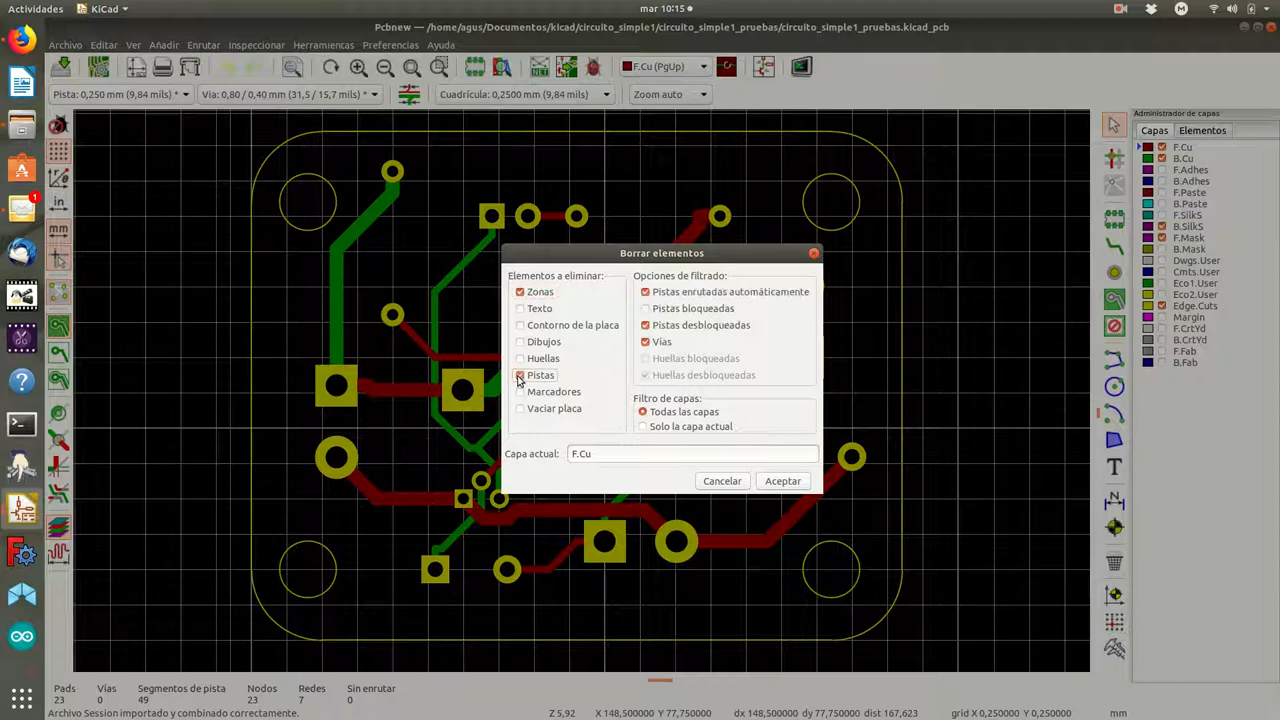 Actividades
KiCad
mar 10:15
Pcbnew — /home/agus/Documentos/kicad/circuito_simple1/circuito_simple1_pruebas/circuito_simple1_pruebas.kicad_pcb
Archivo Editar Ver Añadir Enrutar Inspeccionar Herramientas Preferencias Ayuda
F.Cu (PgUp)
Pista: 0,250 mm (9,84 mils) *
Via: 0,80 / 0,40 mm (31,5 / 15,7 mils) *
Cuadrícula: 0,2500 mm (9,84 mils)
Zoom auto
NET
in
mm
Administrador de capas
Capas Elementos
F.Cu
B.Cu
F.Adhes
B.Adhes
F.Paste
B.Paste
F.SilkS
B.SilkS
F.Mask
B.Mask
Dwgs.User
Cmts.User
Eco1.User
Eco2.User
Edge.Cuts
Margin
F.CrtYd
B.CrtYd
F.Fab
B.Fab
Borrar elementos
Elementos a eliminar:
Zonas
Texto
Contorno de la placa
Dibujos
Huellas
Pistas
Marcadores
Vaciar placa
Opciones de filtrado:
Pistas enrutadas automáticamente
Pistas bloqueadas
Pistas desbloqueadas
Vías
Huellas bloqueadas
Huellas desbloqueadas
Filtro de capas:
Todas las capas
Solo la capa actual
Capa actual: F.Cu
Cancelar Aceptar
Pads Vías Segmentos de pista Nodos Redes Sin enrutar
23 0 49 23 7 0
Archivo Session importado y combinado correctamente.
Z 5,92 X 148,500000 Y 77,750000 dx 148,500000 dy 77,750000 dist 167,623 grid X 0,250000 Y 0,250000 mm